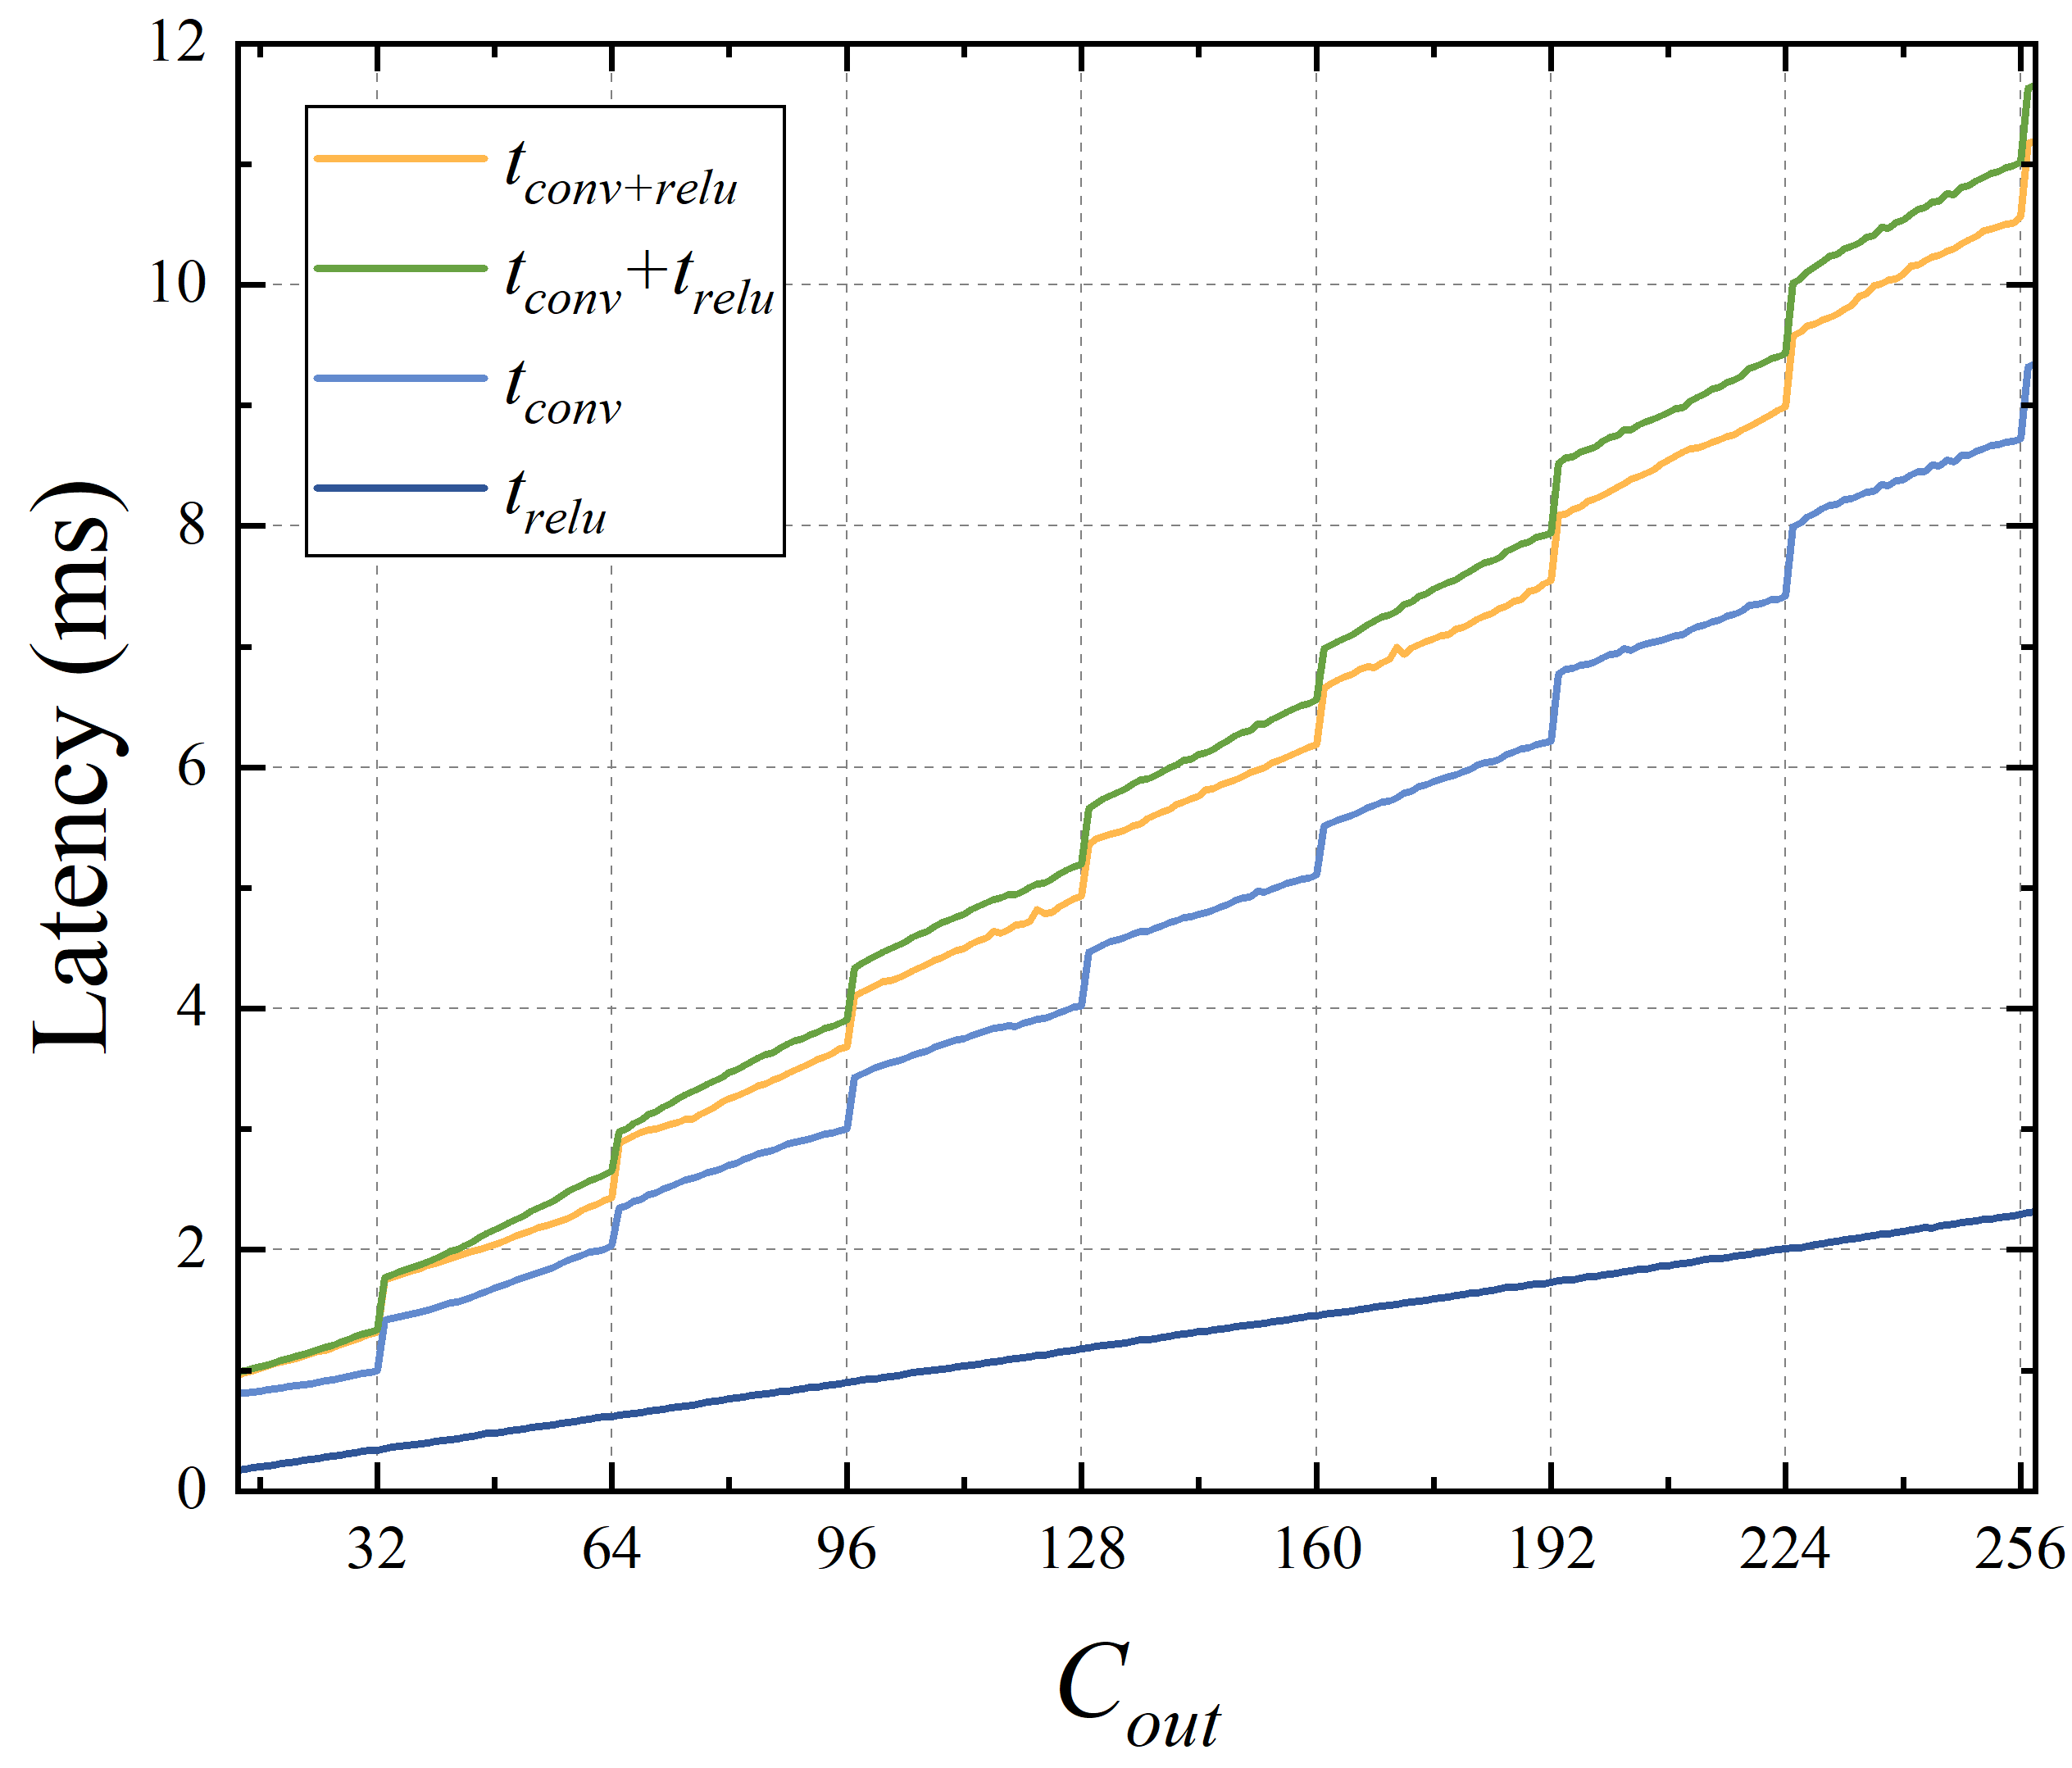 12
10
8
6
4
2
0
Latency (ms)
t_conv+relu
t_conv+t_relu
t_conv
t_relu
32 64 96 128 160 192 224 256
C_out